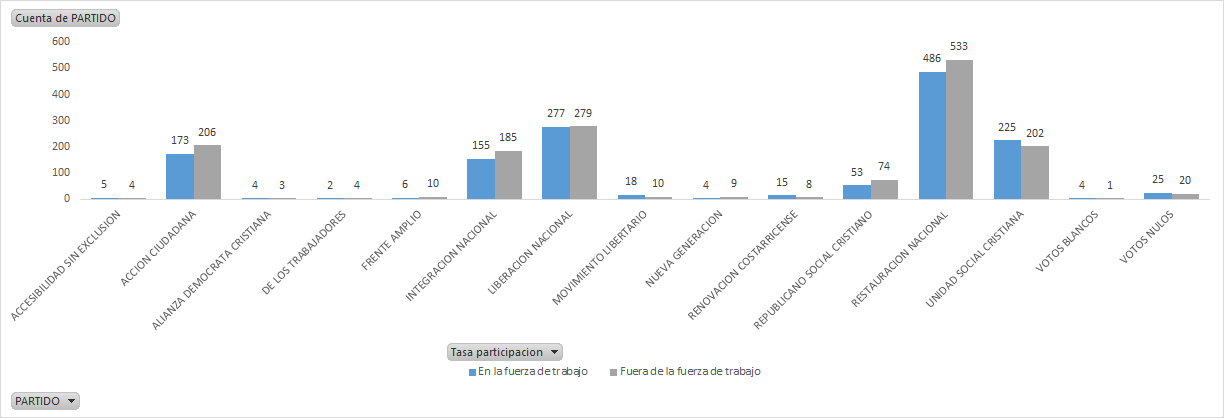 Cuenta de PARTIDO
600
500
400
300
200
100
0
5 4
173 206
4 3
2 4
6 10
155 185
277 279
18 10
4 9
15 8
53 74
486 533
225 202
4 1
25 20
ACCESIBILIDAD SIN EXCLUSION
ACCION CIUDADANA
ALIANZA DEMOCRATA CRISTIANA
DE LOS TRABAJADORES
FRENTE AMPLIO
INTEGRACION NACIONAL
LIBERACION NACIONAL
MOVIMIENTO LIBERTARIO
NUEVA GENERACION
RENOVACION COSTARRICENSE
REPUBLICANO SOCIAL CRISTIANO
RESTAURACION NACIONAL
UNIDAD SOCIAL CRISTIANA
VOTOS BLANCOS
VOTOS NULOS
Tasa participacion
En la fuerza de trabajo Fuera de la fuerza de trabajo
PARTIDO